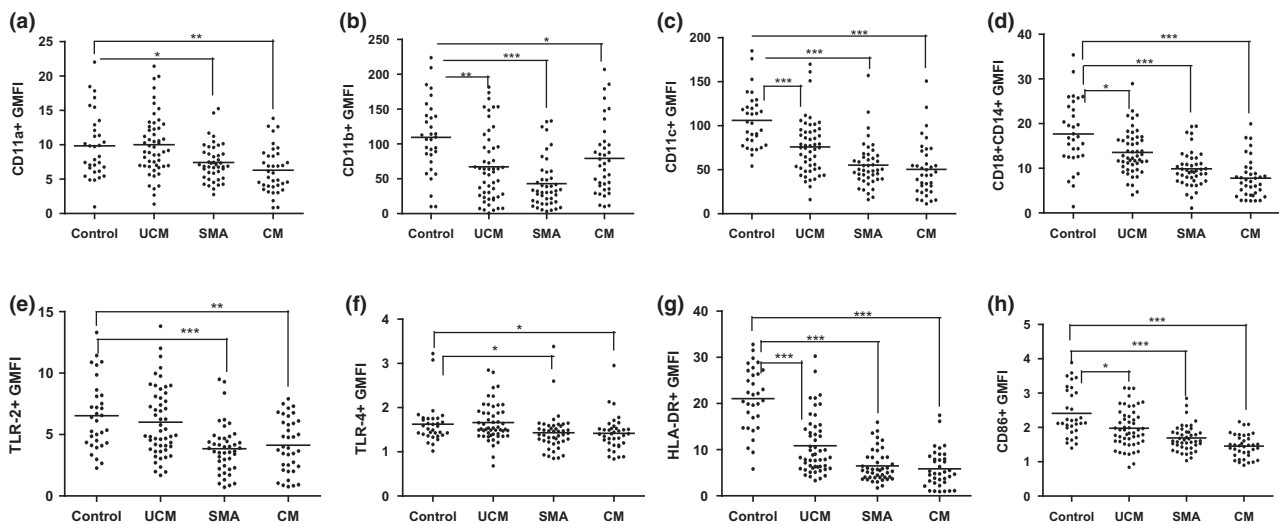 (a)
CD11a+ GMFI
25
20
15
10
5
0
**
*
Control UCM SMA CM
(b)
CD11b+ GMFI
250
200
150
100
50
0
*
***
**
Control UCM SMA CM
(c)
CD11c+ GMFI
200
150
100
50
0
***
***
***
Control UCM SMA CM
(d)
CD18+CD14+ GMFI
40
30
20
10
0
***
***
*
Control UCM SMA CM
(e)
TLR-2+ GMFI
15
10
5
0
**
***
Control UCM SMA CM
(f)
TLR-4+ GMFI
4
3
2
1
0
*
*
Control UCM SMA CM
(g)
HLA-DR+ GMFI
40
30
20
10
0
***
***
***
Control UCM SMA CM
(h)
CD86+ GMFI
5
4
3
2
1
0
***
***
*
Control UCM SMA CM